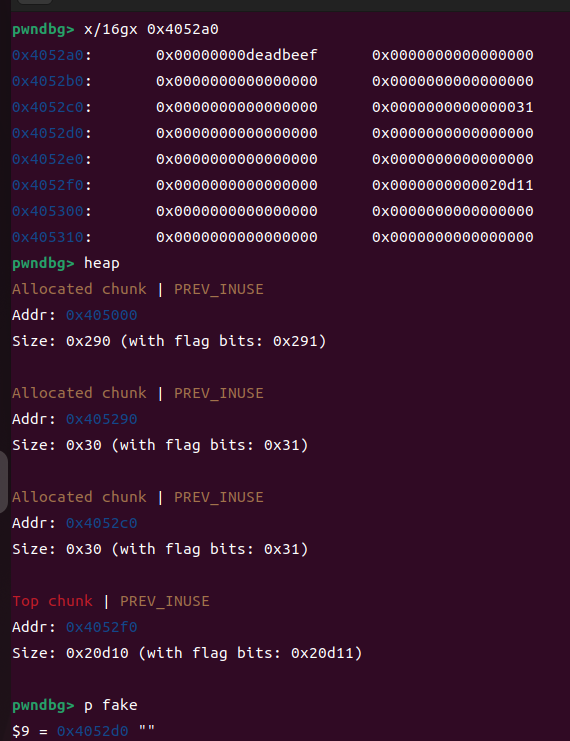 pwndbg> x/16gx 0x4052a0
0x4052a0: 0x00000000deadbeef 0x0000000000000000
0x4052b0: 0x0000000000000000 0x0000000000000000
0x4052c0: 0x0000000000000000 0x0000000000000031
0x4052d0: 0x0000000000000000 0x0000000000000000
0x4052e0: 0x0000000000000000 0x0000000000000000
0x4052f0: 0x0000000000000000 0x0000000000020d11
0x405300: 0x0000000000000000 0x0000000000000000
0x405310: 0x0000000000000000 0x0000000000000000
pwndbg> heap
Allocated chunk | PREV_INUSE
Addr: 0x405000
Size: 0x290 (with flag bits: 0x291)
Allocated chunk | PREV_INUSE
Addr: 0x405290
Size: 0x30 (with flag bits: 0x31)
Allocated chunk | PREV_INUSE
Addr: 0x4052c0
Size: 0x30 (with flag bits: 0x31)
Top chunk | PREV_INUSE
Addr: 0x4052f0
Size: 0x20d10 (with flag bits: 0x20d11)
pwndbg> p fake
$9 = 0x4052d0 ""